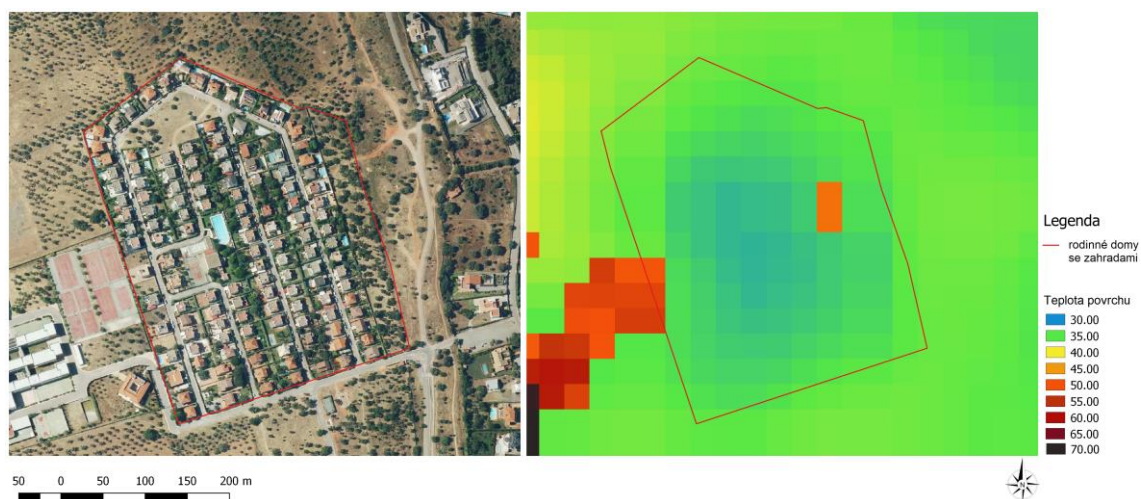 Legenda
rodinné domy
se zahradami
Teplota povrchu
30.00
35.00
40.00
45.00
50.00
55.00
60.00
65.00
70.00
50 0 50 100 150 200 m
N